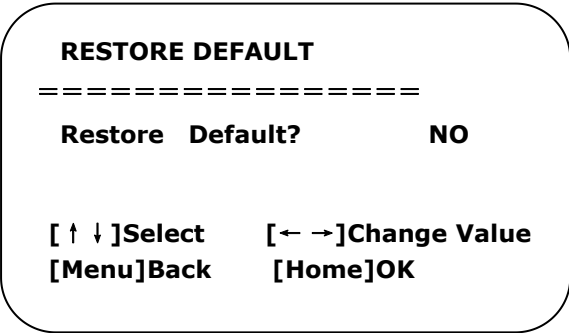 RESTORE DEFAULT
================
Restore Default? NO
[↑↓]Select [← →]Change Value
[Menu]Back [Home]OK